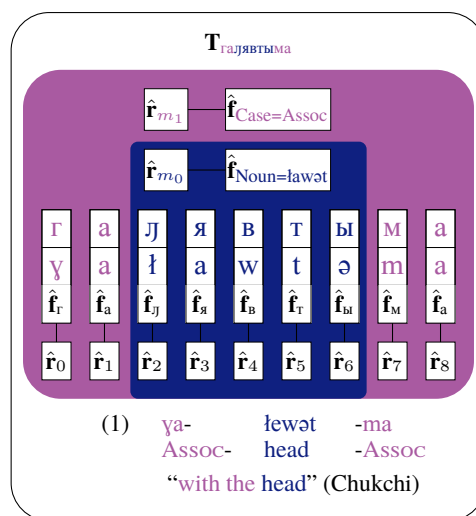 T гаԓявтыма
r̂ m₁ f̂ Case=Assoc
r̂ m₀ f̂ Noun=ławət
г а ԓ я в т ы м а
ɣ a ł a w t ə m a
f̂г f̂а f̂ԓ f̂я f̂в f̂т f̂ы f̂м f̂а
r̂0 r̂1 r̂2 r̂3 r̂4 r̂5 r̂6 r̂7 r̂8
(1) ɣa- łewət -ma
Assoc- head -Assoc
“with the head” (Chukchi)